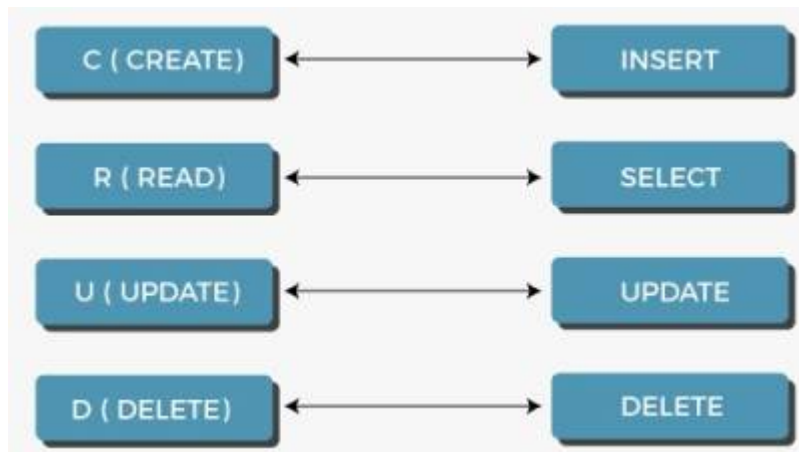 C ( CREATE) INSERT
R ( READ) SELECT
U ( UPDATE) UPDATE
D ( DELETE) DELETE